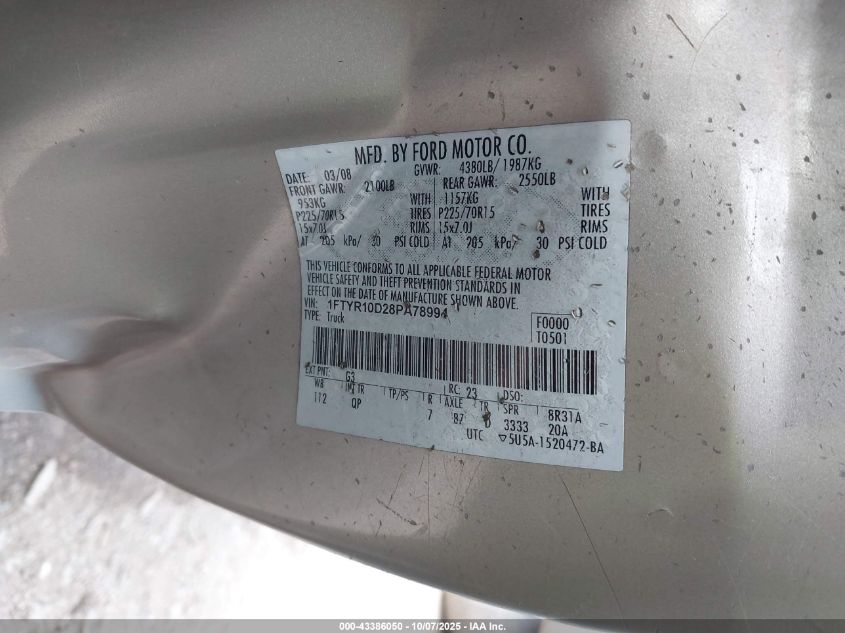 MFD. BY FORD MOTOR CO.
DATE: 03/08 GVWR: 4380LB/ 1987KG
FRONT GAWR: 2100LB REAR GAWR: 2550LB
953KG WITH 1157KG WITH
P225/70R15 TIRES P225/70R15 TIRES
15x7.0J RIMS 15x7.0J RIMS
AT 205 kPa/ 30 PSI COLD AT 205 kPa/ 30 PSI COLD
THIS VEHICLE CONFORMS TO ALL APPLICABLE FEDERAL MOTOR
VEHICLE SAFETY AND THEFT PREVENTION STANDARDS IN
EFFECT ON THE DATE OF MANUFACTURE SHOWN ABOVE.
VIN: 1FTYR10D28PA78994
TYPE: Truck
F0000
T0501
EXT PNT: G3 RC: 23 DSO:
WB INT TR TP/PS R AXLE TR SPR 8R31A
112 QP 7 87 3333 20A
UTC ▽5U5A-1520472-BA
000-43386050 - 10/07/2025 - IAA Inc.